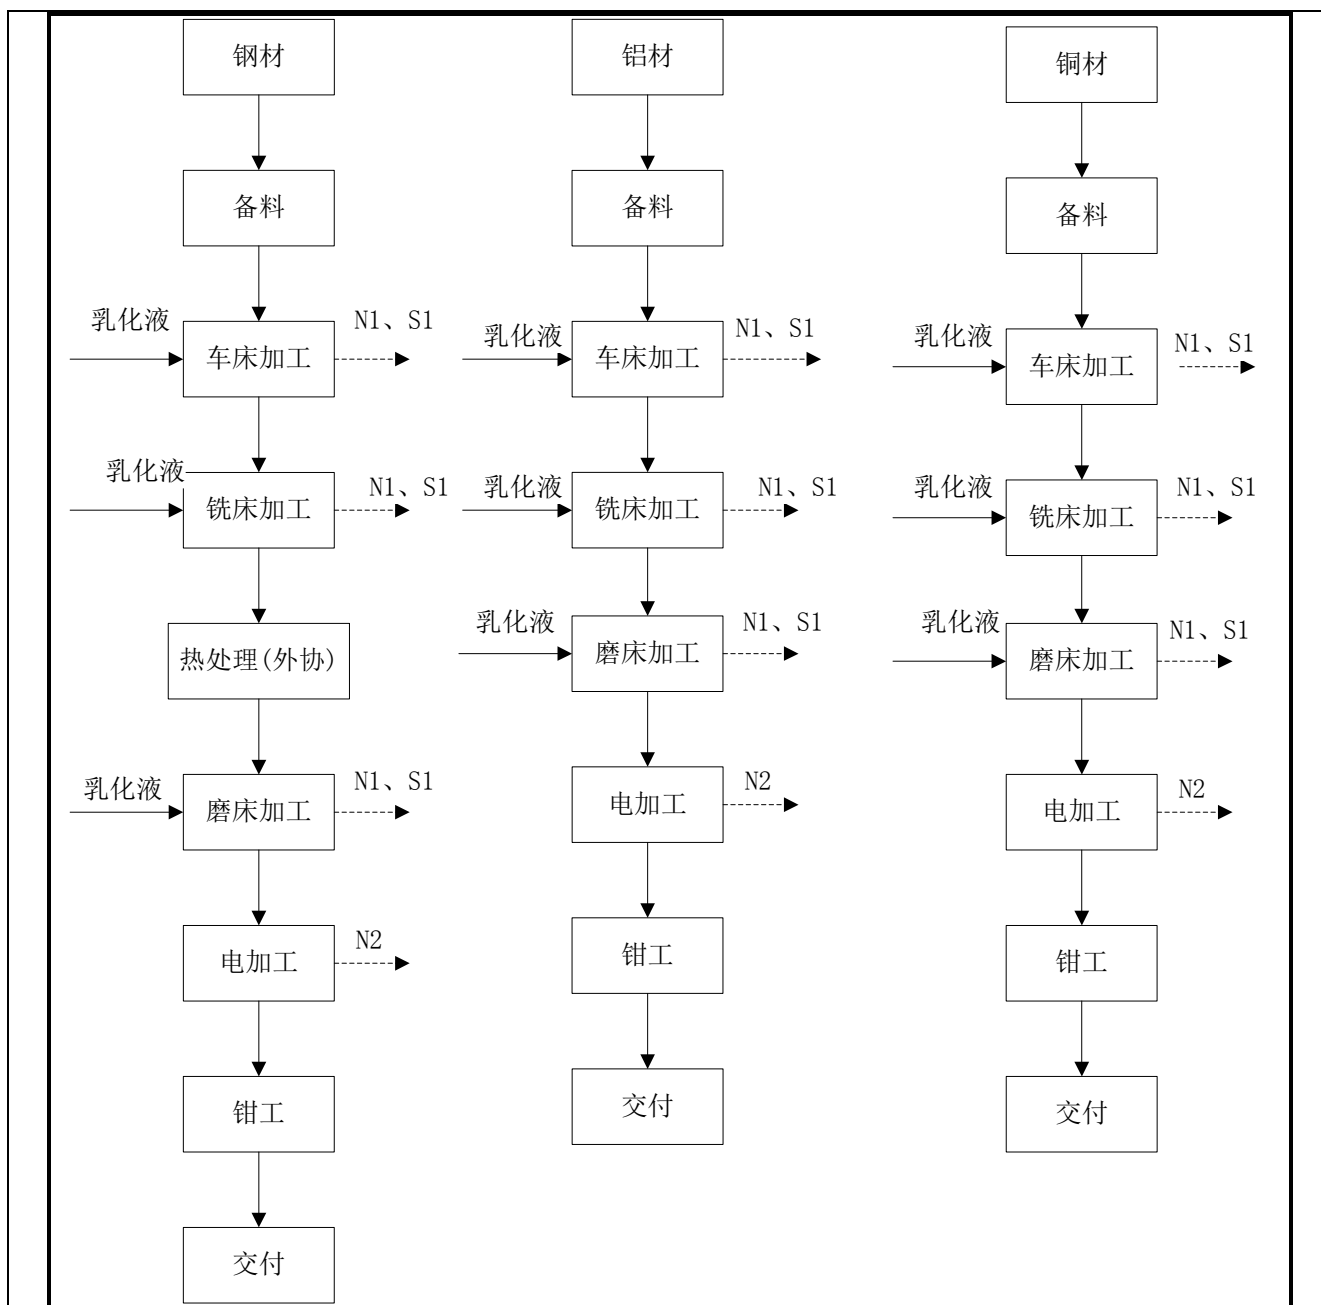 钢材
备料
乳化液
车床加工
N1、S1
乳化液
铣床加工
N1、S1
热处理(外协)
乳化液
磨床加工
N1、S1
电加工
N2
钳工
交付
铝材
备料
乳化液
车床加工
N1、S1
乳化液
铣床加工
N1、S1
乳化液
磨床加工
N1、S1
电加工
N2
钳工
交付
铜材
备料
乳化液
车床加工
N1、S1
乳化液
铣床加工
N1、S1
乳化液
磨床加工
N1、S1
电加工
N2
钳工
交付